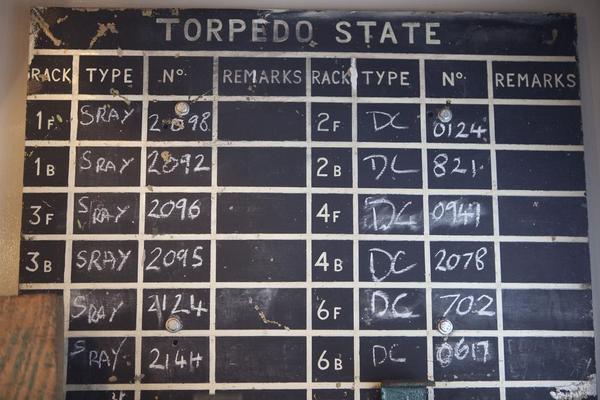 TORPEDO STATE
RACK TYPE Nº REMARKS RACK TYPE Nº REMARKS
1F SRAY 2098 2F DC 0124
1B SRAY 2092 2B DC 821
3F SRAY 2096 4F DC 0941
3B SRAY 2095 4B DC 2078
SRAY 2124 6F DC 702
SRAY 2144 6B DC 0617